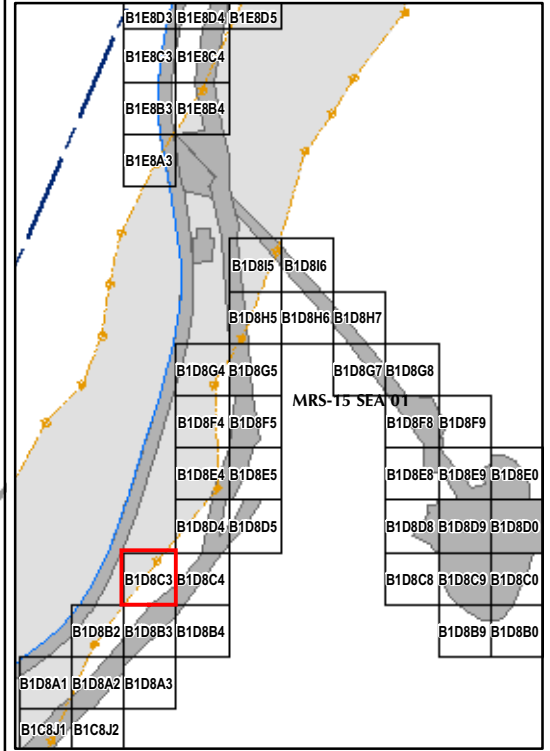 B1E8D3 B1E8D4 B1E8D5
B1E8C3 B1E8C4
B1E8B3 B1E8B4
B1E8A3
B1D8I5 B1D8I6
B1D8H5 B1D8H6 B1D8H7
B1D8G4 B1D8G5 B1D8G7 B1D8G8
MRS-15 SEA 01
B1D8F4 B1D8F5 B1D8F8 B1D8F9
B1D8E4 B1D8E5 B1D8E8 B1D8E9 B1D8E0
B1D8D4 B1D8D5 B1D8D8 B1D8D9 B1D8D0
B1D8C3 B1D8C4 B1D8C8 B1D8C9 B1D8C0
B1D8B2 B1D8B3 B1D8B4 B1D8B9 B1D8B0
B1D8A1 B1D8A2 B1D8A3
B1C8J1 B1C8J2